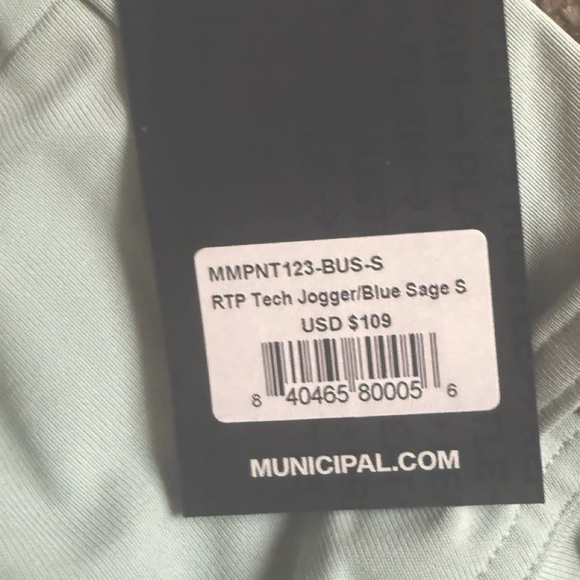 MMPNT123-BUS-S
RTP Tech Jogger/Blue Sage S
USD $109
8 40465 80005 6
MUNICIPAL.COM